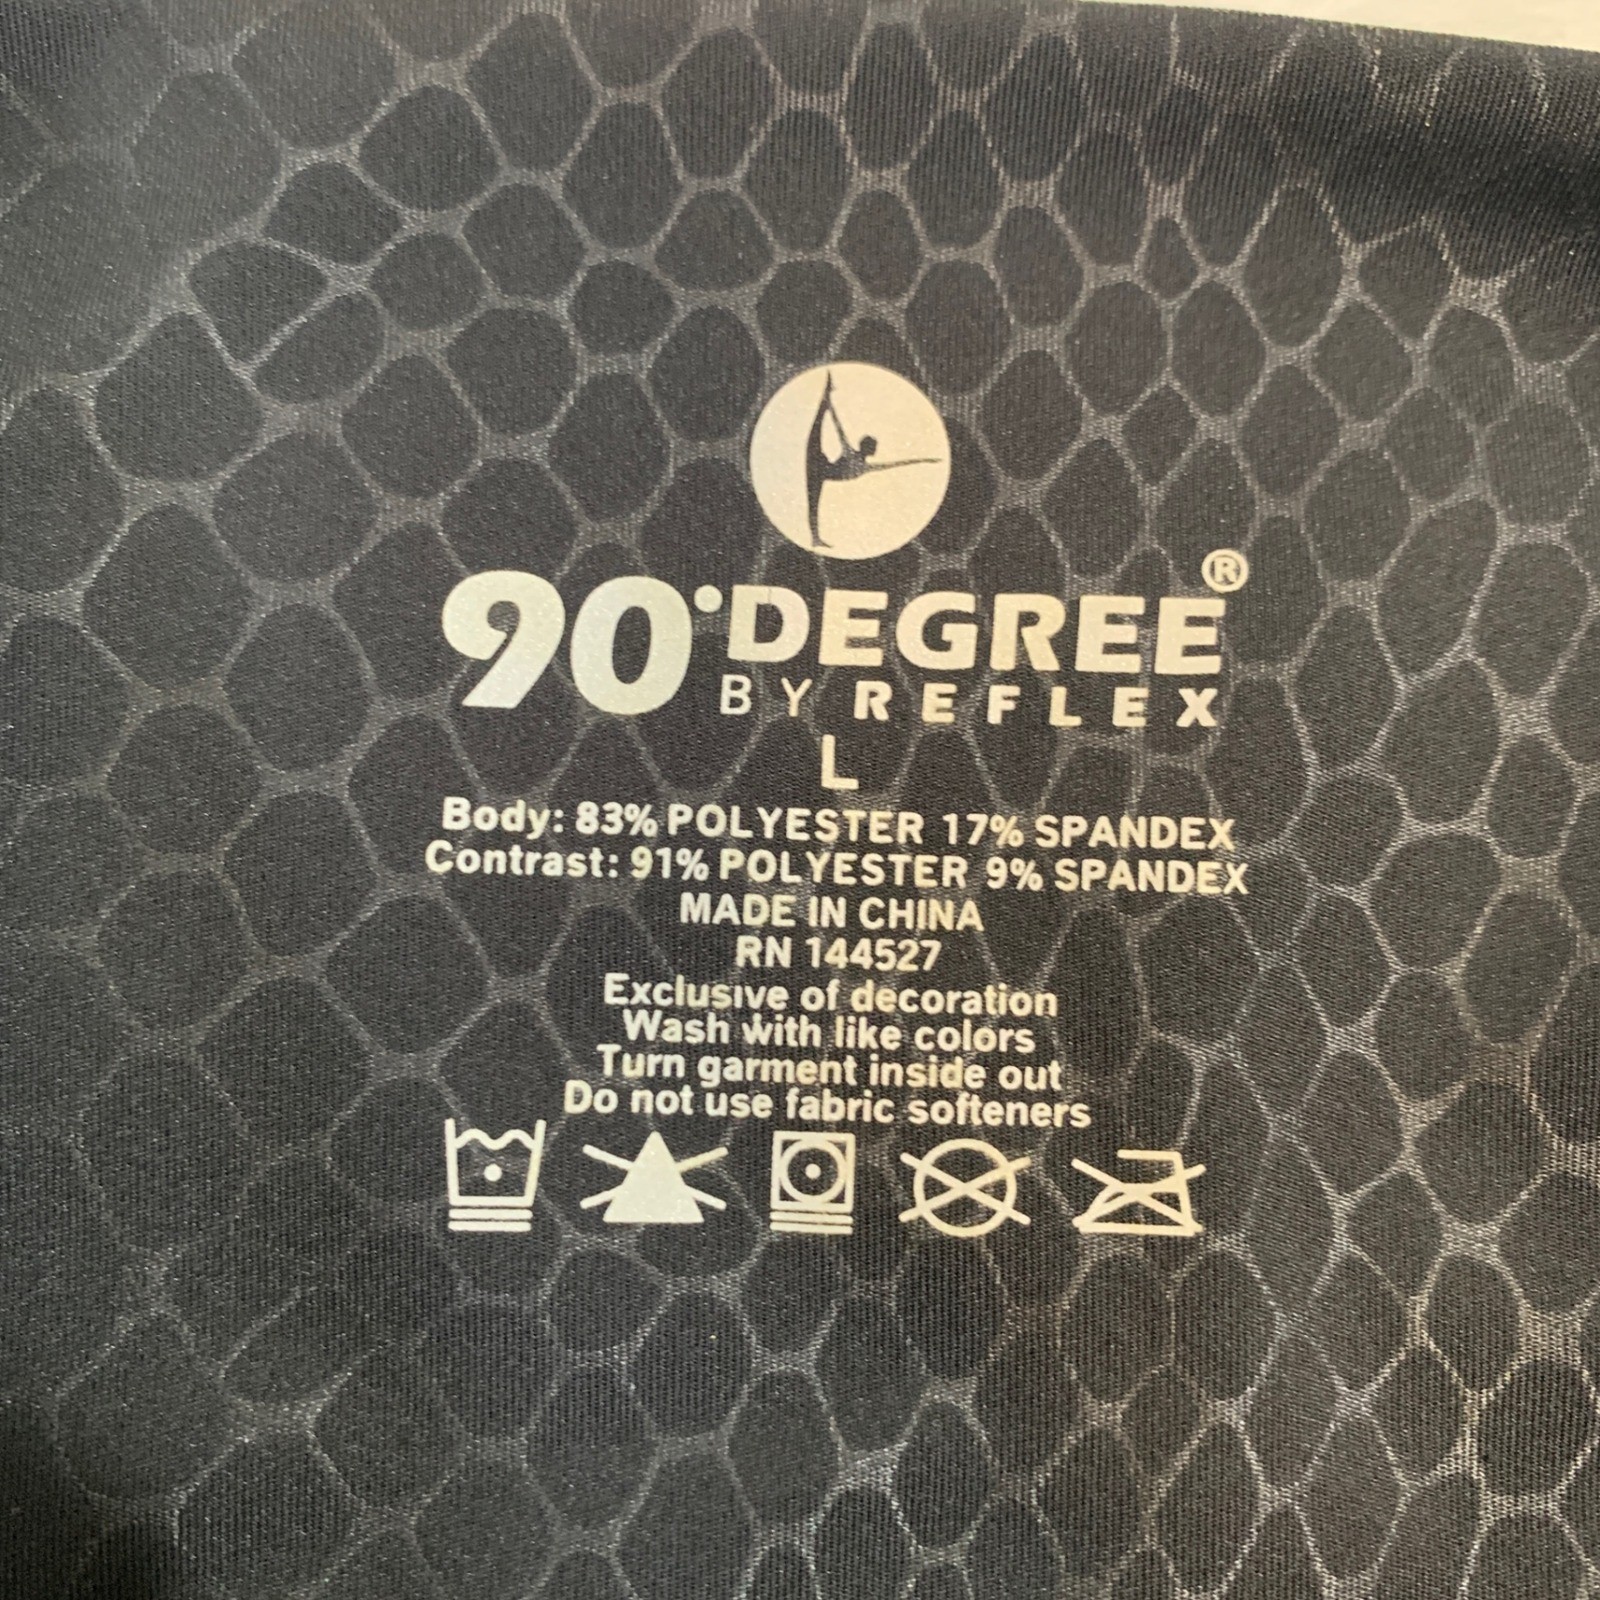 90°DEGREE®
BY REFLEX
L
Body: 83% POLYESTER 17% SPANDEX
Contrast: 91% POLYESTER 9% SPANDEX
MADE IN CHINA
RN 144527
Exclusive of decoration
Wash with like colors
Turn garment inside out
Do not use fabric softeners